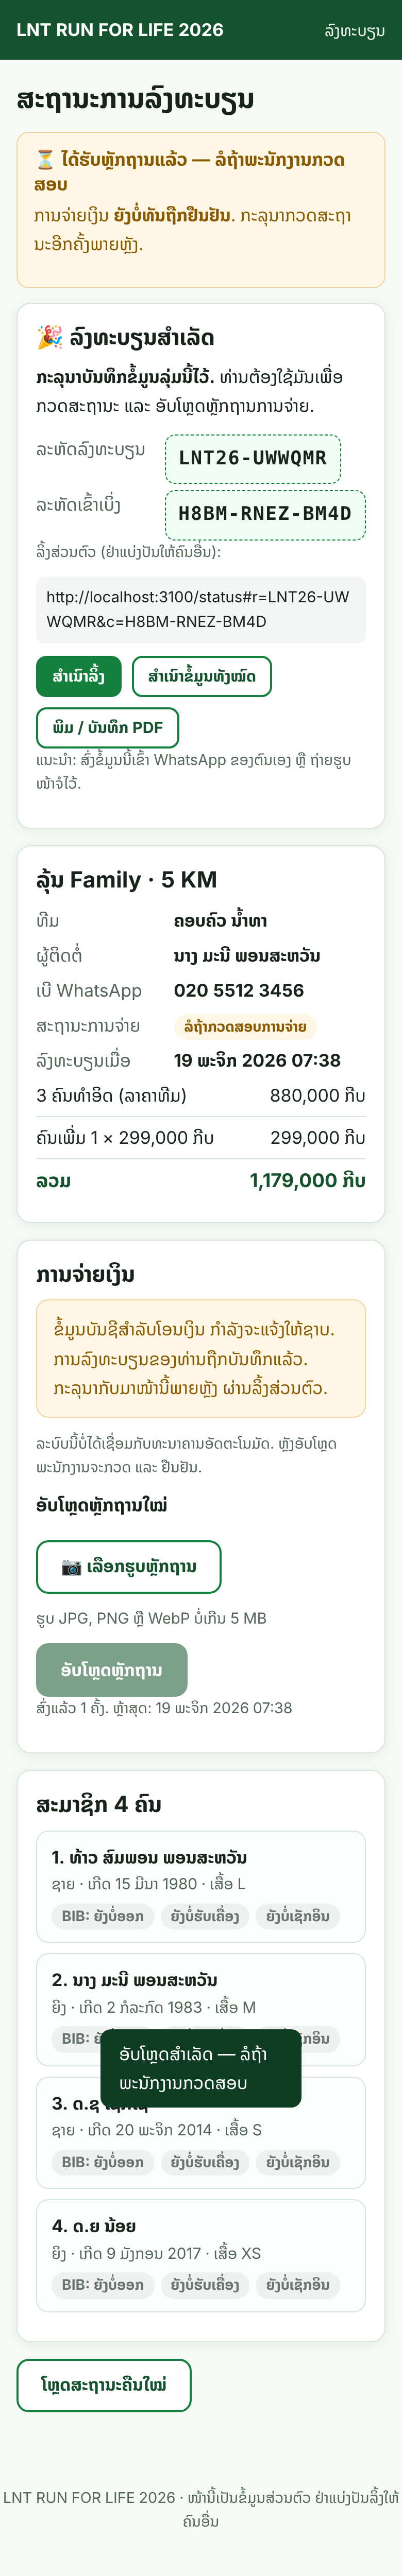 LNT RUN FOR LIFE 2026
ລົງທະບຽນ
ສະຖານະການລົງທະບຽນ
⏳ ໄດ້ຮັບຫຼັກຖານແລ້ວ — ລໍຖ້າພະນັກງານກວດ
ສອບ
ການຈ່າຍເງິນ ຍັງບໍ່ທັນຖືກຢືນຢັນ. ກະລຸນາກວດສະຖາ
ນະອີກຄັ້ງພາຍຫຼັງ.
🎉 ລົງທະບຽນສຳເລັດ
ກະລຸນາບັນທຶກຂໍ້ມູນລຸ່ມນີ້ໄວ້. ທ່ານຕ້ອງໃຊ້ມັນເພື່ອ
ກວດສະຖານະ ແລະ ອັບໂຫຼດຫຼັກຖານການຈ່າຍ.
ລະຫັດລົງທະບຽນ LNT26-UWWQMR
ລະຫັດເຂົ້າເບິ່ງ H8BM-RNEZ-BM4D
ລິ້ງສ່ວນຕົວ (ຢ່າແບ່ງປັນໃຫ້ຄົນອື່ນ):
http://localhost:3100/status#r=LNT26-UW
WQMR&c=H8BM-RNEZ-BM4D
ສຳເນົາລິ້ງ ສຳເນົາຂໍ້ມູນທັງໝົດ
ພິມ / ບັນທຶກ PDF
ແນະນຳ: ສົ່ງຂໍ້ມູນນີ້ເຂົ້າ WhatsApp ຂອງຕົນເອງ ຫຼື ຖ່າຍຮູບ
ໜ້າຈໍໄວ້.
ລຸ້ນ Family · 5 KM
ທີມ ຄອບຄົວ ນ້ຳທາ
ຜູ້ຕິດຕໍ່ ນາງ ມະນີ ພອນສະຫວັນ
ເບີ WhatsApp 020 5512 3456
ສະຖານະການຈ່າຍ ລໍຖ້າກວດສອບການຈ່າຍ
ລົງທະບຽນເມື່ອ 19 ພະຈິກ 2026 07:38
3 ຄົນທຳອິດ (ລາຄາທີມ) 880,000 ກີບ
ຄົນເພີ່ມ 1 × 299,000 ກີບ 299,000 ກີບ
ລວມ 1,179,000 ກີບ
ການຈ່າຍເງິນ
ຂໍ້ມູນບັນຊີສຳລັບໂອນເງິນ ກຳລັງຈະແຈ້ງໃຫ້ຊາບ.
ການລົງທະບຽນຂອງທ່ານຖືກບັນທຶກແລ້ວ.
ກະລຸນາກັບມາໜ້ານີ້ພາຍຫຼັງ ຜ່ານລິ້ງສ່ວນຕົວ.
ລະບົບນີ້ບໍ່ໄດ້ເຊື່ອມກັບທະນາຄານອັດຕະໂນມັດ. ຫຼັງອັບໂຫຼດ
ພະນັກງານຈະກວດ ແລະ ຢືນຢັນ.
ອັບໂຫຼດຫຼັກຖານໃໝ່
📷 ເລືອກຮູບຫຼັກຖານ
ຮູບ JPG, PNG ຫຼື WebP ບໍ່ເກີນ 5 MB
ອັບໂຫຼດຫຼັກຖານ
ສົ່ງແລ້ວ 1 ຄັ້ງ. ຫຼ້າສຸດ: 19 ພະຈິກ 2026 07:38
ສະມາຊິກ 4 ຄົນ
1. ທ້າວ ສົມພອນ ພອນສະຫວັນ
ຊາຍ · ເກີດ 15 ມີນາ 1980 · ເສື້ອ L
BIB: ຍັງບໍ່ອອກ ຍັງບໍ່ຮັບເຄື່ອງ ຍັງບໍ່ເຊັກອິນ
2. ນາງ ມະນີ ພອນສະຫວັນ
ຍິງ · ເກີດ 2 ກໍລະກົດ 1983 · ເສື້ອ M
BIB:
ອັບໂຫຼດສຳເລັດ — ລໍຖ້າ
ພະນັກງານກວດສອບ
3. ດ.ຊ
ຊາຍ · ເກີດ 20 ພະຈິກ 2014 · ເສື້ອ S
BIB: ຍັງບໍ່ອອກ ຍັງບໍ່ຮັບເຄື່ອງ ຍັງບໍ່ເຊັກອິນ
4. ດ.ຍ ນ້ອຍ
ຍິງ · ເກີດ 9 ມັງກອນ 2017 · ເສື້ອ XS
BIB: ຍັງບໍ່ອອກ ຍັງບໍ່ຮັບເຄື່ອງ ຍັງບໍ່ເຊັກອິນ
ໂຫຼດສະຖານະຄືນໃໝ່
LNT RUN FOR LIFE 2026 · ໜ້ານີ້ເປັນຂໍ້ມູນສ່ວນຕົວ ຢ່າແບ່ງປັນລິ້ງໃຫ້
ຄົນອື່ນ